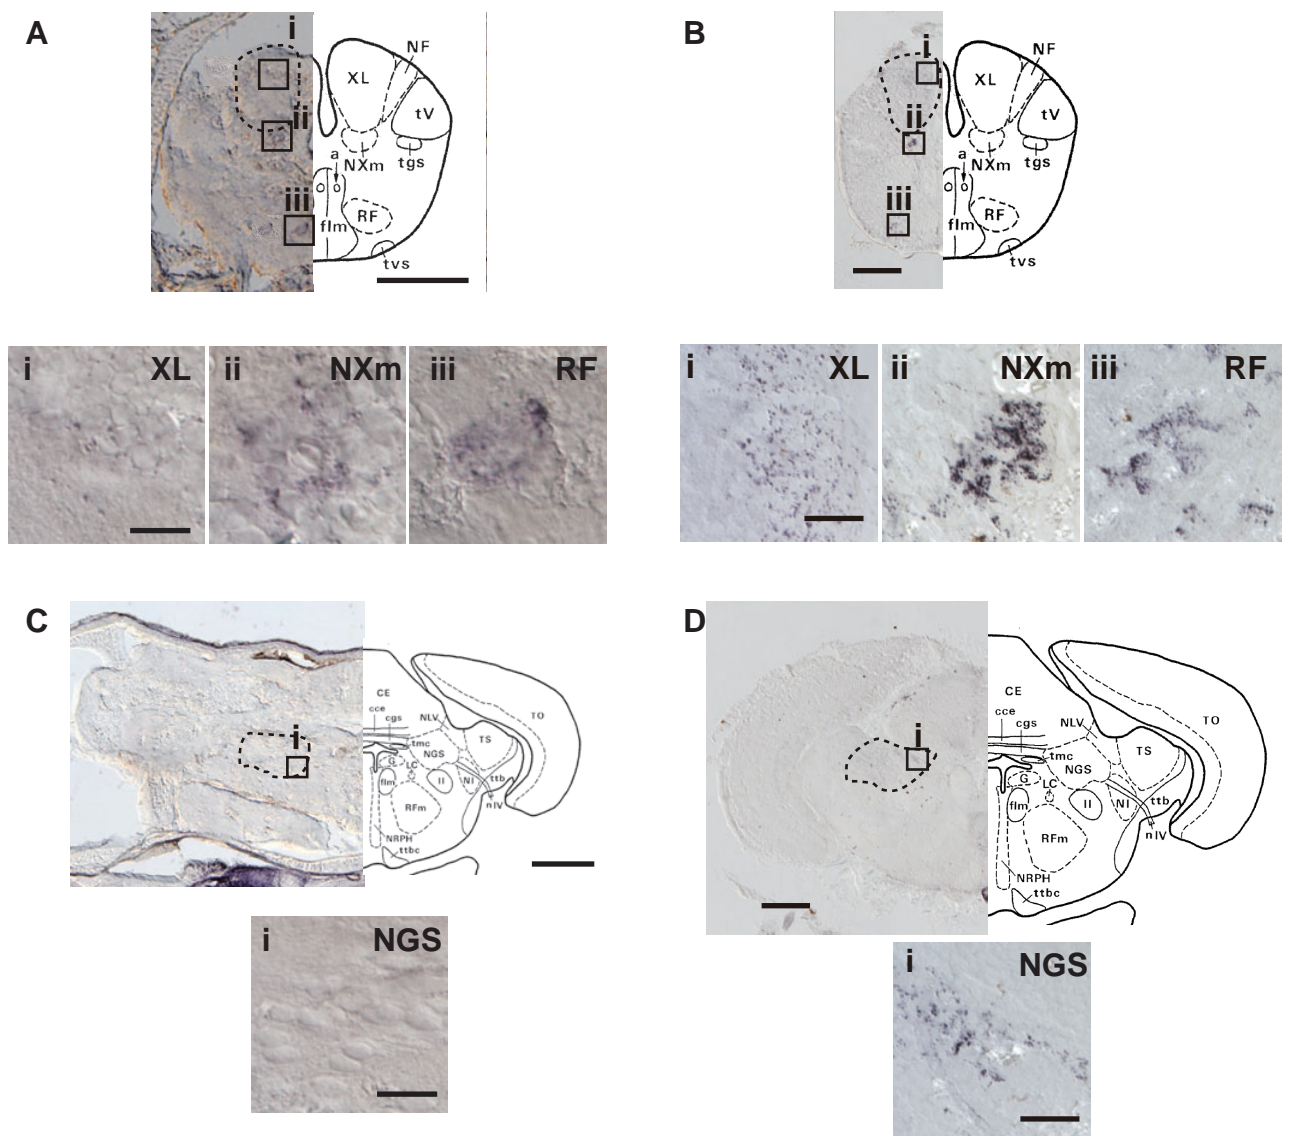 A
i
ii
iii
XL
NF
tV
NXm
tgs
a
flm
RF
tvs
B
i
ii
iii
XL
NF
tV
NXm
tgs
a
flm
RF
tvs
i XL
ii NXm
iii RF
i XL
ii NXm
iii RF
C
i
CE
cce
cgs
NLV
TO
TS
tmc
NGS
G
LC
flm
II
NI
ttb
nIV
RFm
NRPH
ttbc
D
i
CE
cce
cgs
NLV
TO
TS
tmc
NGS
G
LC
flm
II
NI
ttb
nIV
RFm
NRPH
ttbc
i NGS
i NGS